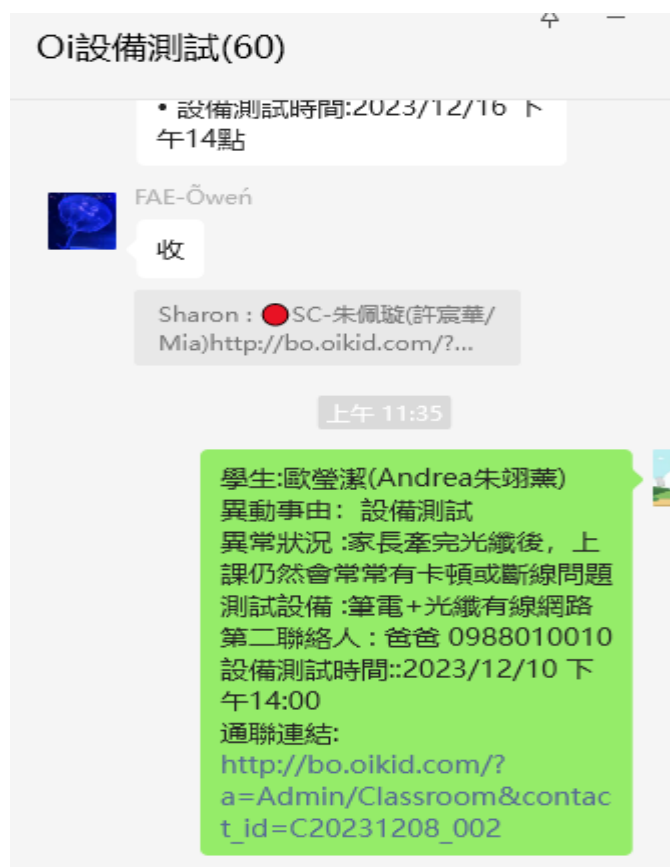 Oi設備測試(60)
• 設備測試時間:2023/12/16 下
午14點
FAE-Õweń
收
Sharon : 🔴SC-朱佩璇(許宸華/
Mia)http://bo.oikid.com/?...
上午 11:35
學生:歐瑩潔(Andrea朱翊薰)
異動事由： 設備測試
異常狀況 :家長牽完光纖後，上
課仍然會常常有卡頓或斷線問題
測試設備 :筆電+光纖有線網路
第二聯絡人 : 爸爸 0988010010
設備測試時間::2023/12/10 下
午14:00
通聯連結:
http://bo.oikid.com/?
a=Admin/Classroom&contac
t_id=C20231208_002